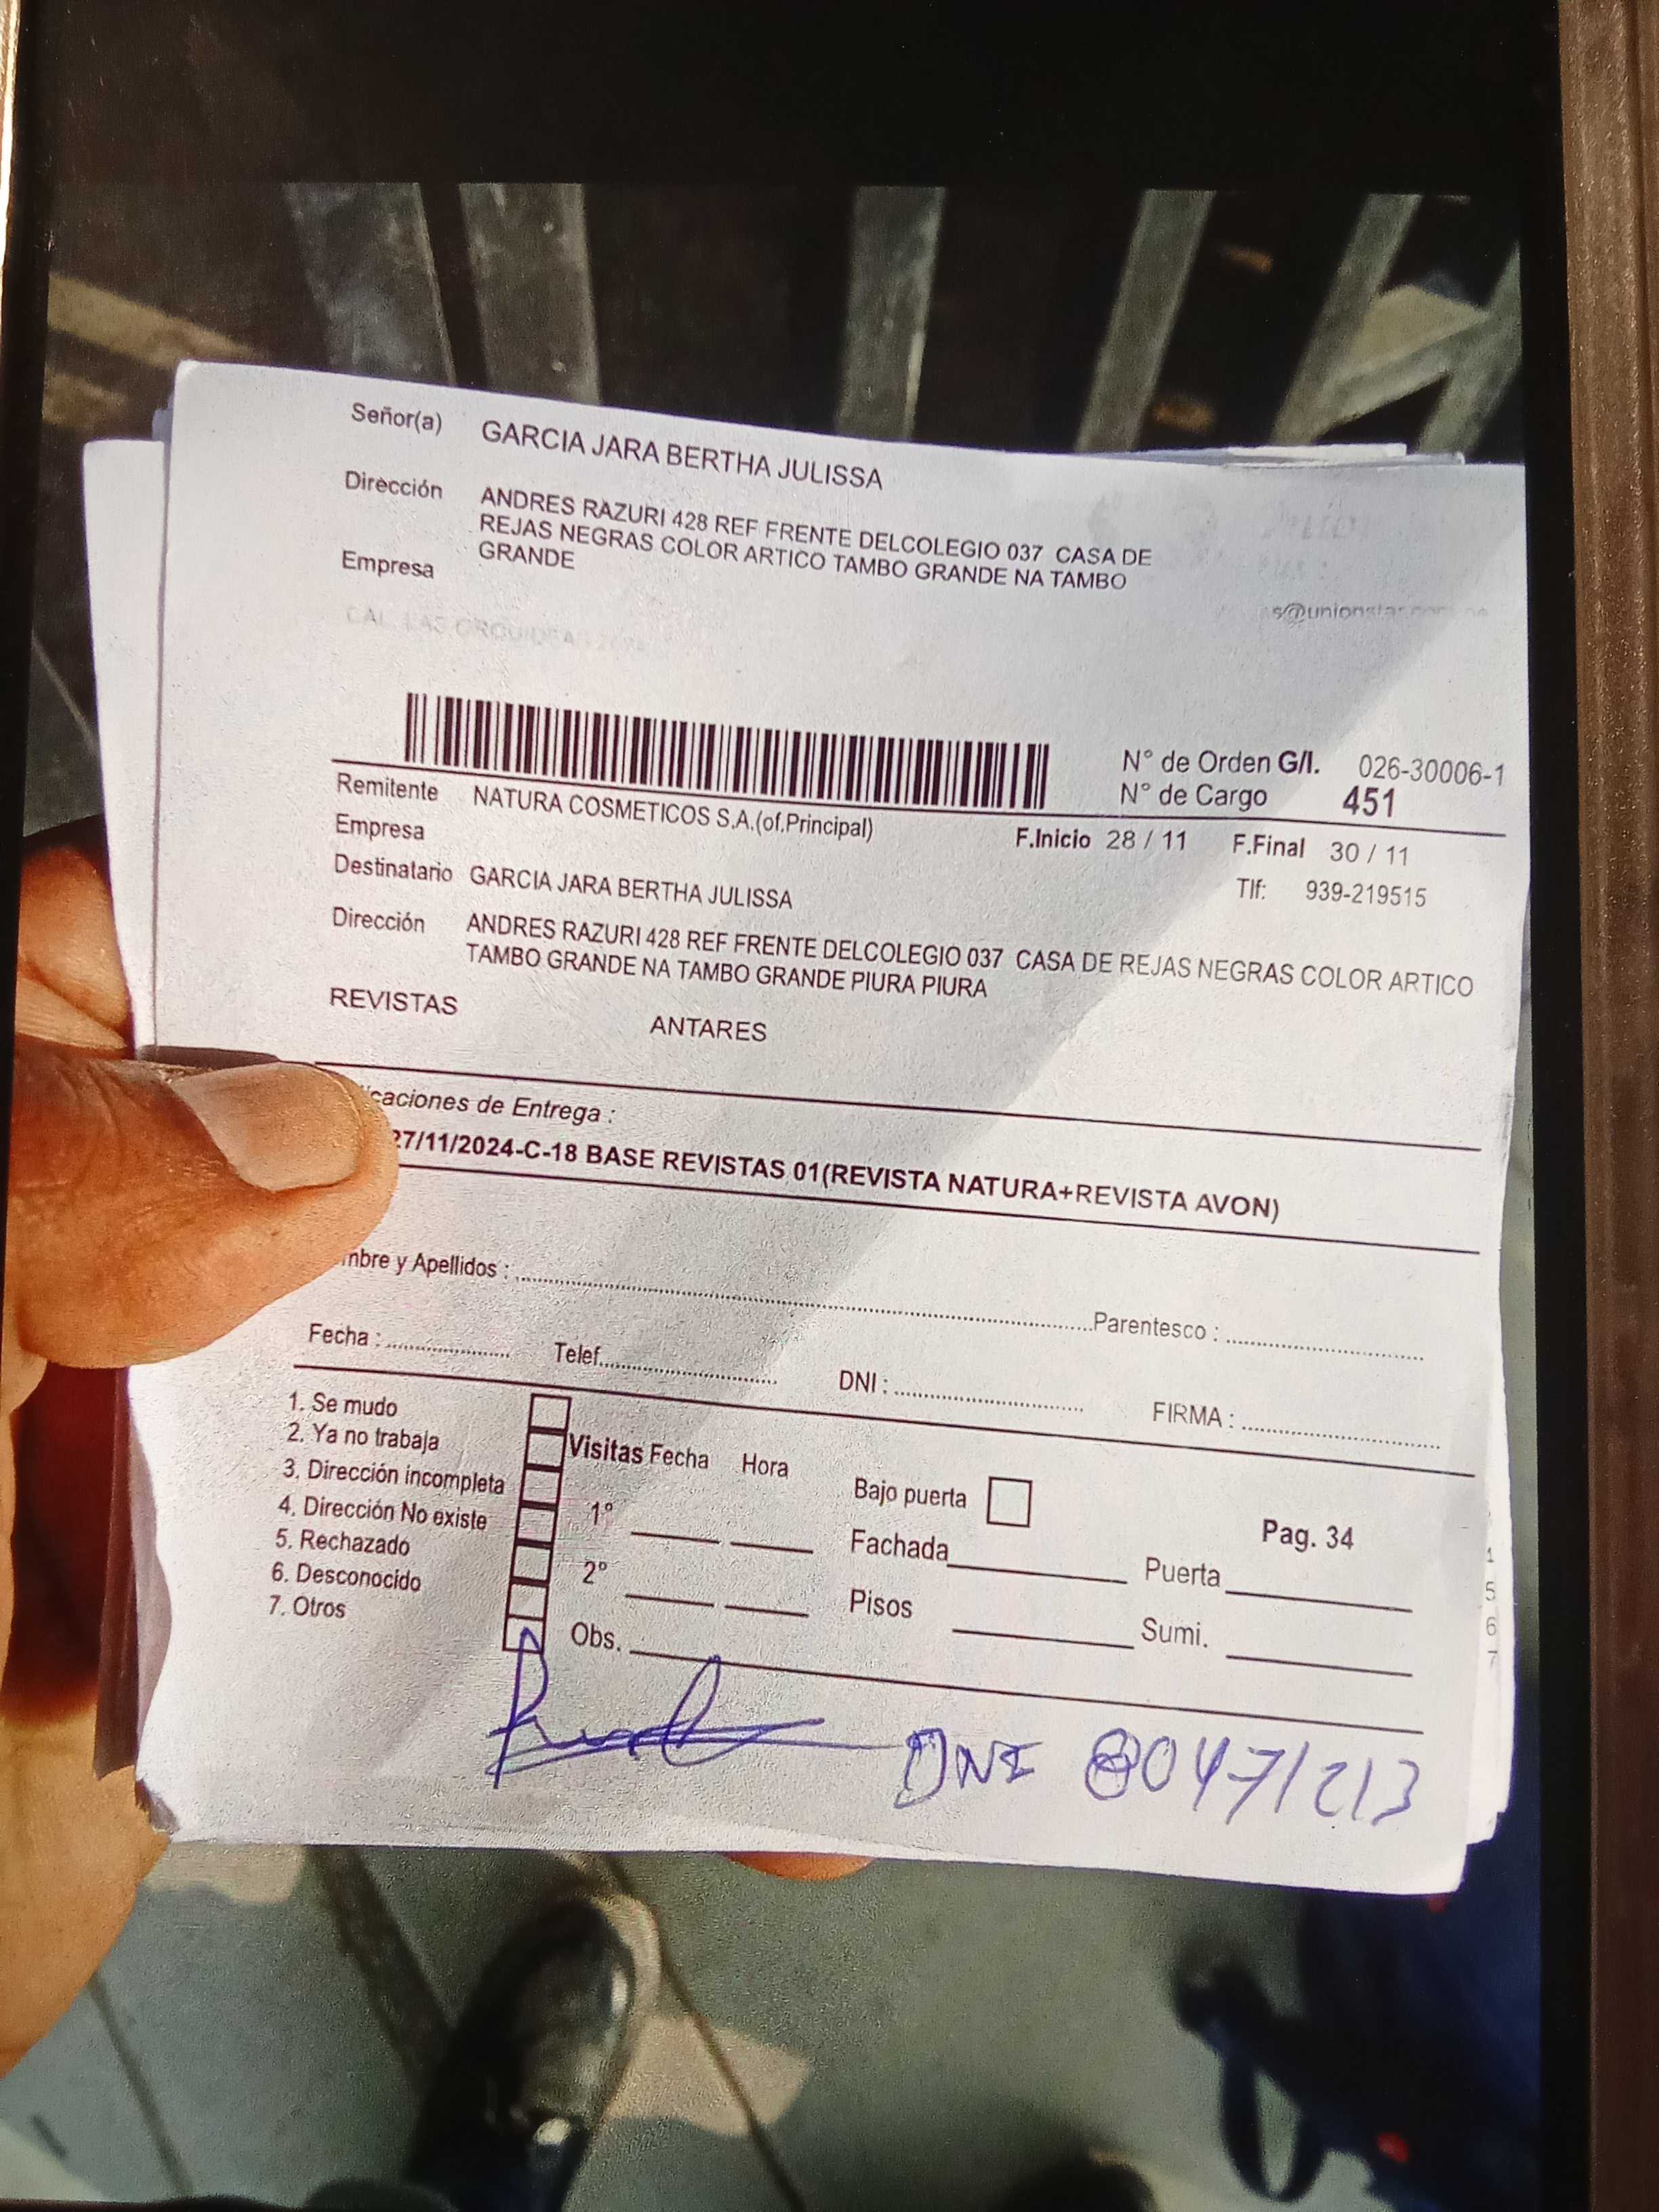 Señor(a) GARCIA JARA BERTHA JULISSA
Dirección ANDRES RAZURI 428 REF FRENTE DELCOLEGIO 037 CASA DE
REJAS NEGRAS COLOR ARTICO TAMBO GRANDE NA TAMBO
GRANDE
Empresa
s@unionstar
N° de Orden G/I. 026-30006-1
N° de Cargo 451
Remitente NATURA COSMETICOS S.A.(of.Principal)
Empresa F.Inicio 28 / 11 F.Final 30 / 11
Destinatario GARCIA JARA BERTHA JULISSA Tlf: 939-219515
Dirección ANDRES RAZURI 428 REF FRENTE DELCOLEGIO 037 CASA DE REJAS NEGRAS COLOR ARTICO
TAMBO GRANDE NA TAMBO GRANDE PIURA PIURA
REVISTAS ANTARES
icaciones de Entrega :
27/11/2024-C-18 BASE REVISTAS 01(REVISTA NATURA+REVISTA AVON)
mbre y Apellidos : Parentesco :
Fecha : Telef. DNI : FIRMA :
1. Se mudo
2. Ya no trabaja Visitas Fecha Hora
3. Dirección incompleta Bajo puerta
4. Dirección No existe 1° Fachada Puerta Pag. 34
5. Rechazado
6. Desconocido 2° Pisos Sumi.
7. Otros Obs.
DNI 80471213
1
5
6
7